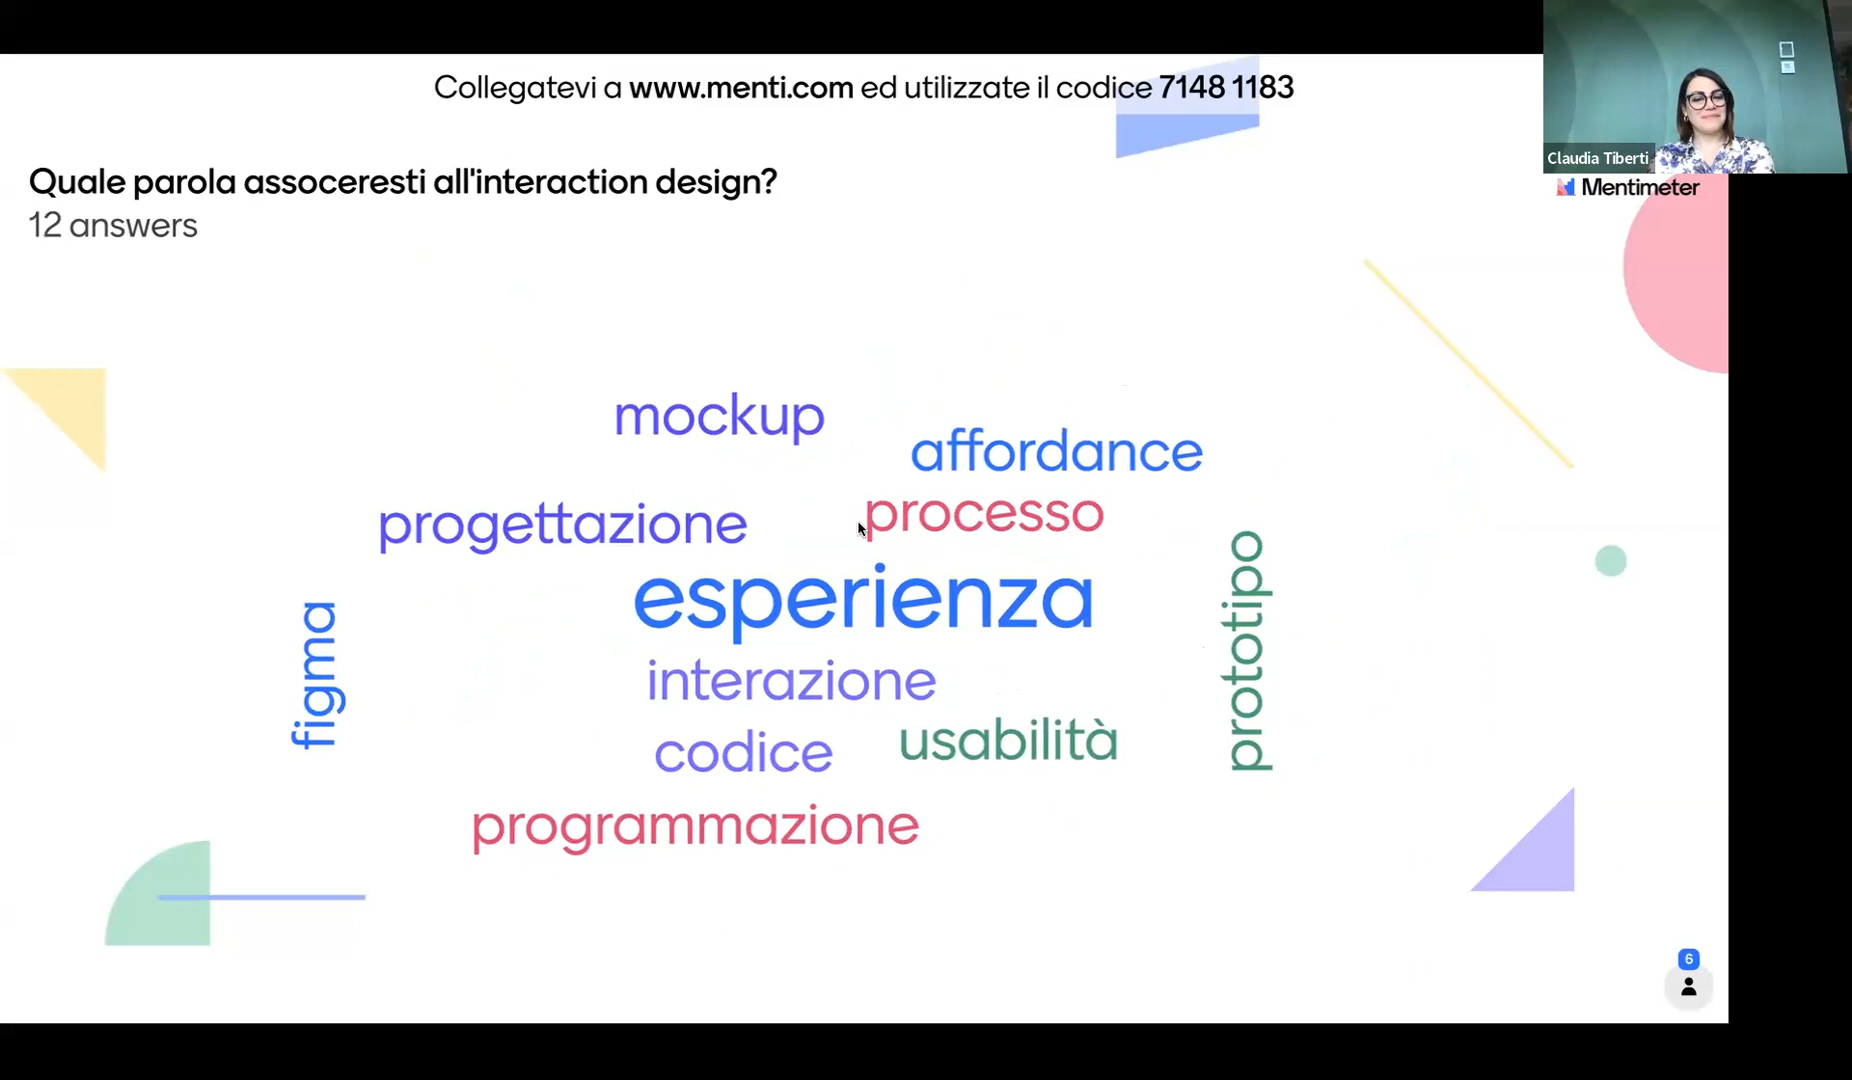 Collegatevi a www.menti.com ed utilizzate il codice 7148 1183
Claudia Tiberti
Mentimeter
Quale parola assoceresti all'interaction design?
12 answers
mockup
affordance
processo
progettazione
esperienza
prototipo
figma
interazione
usabilità
codice
programmazione
6